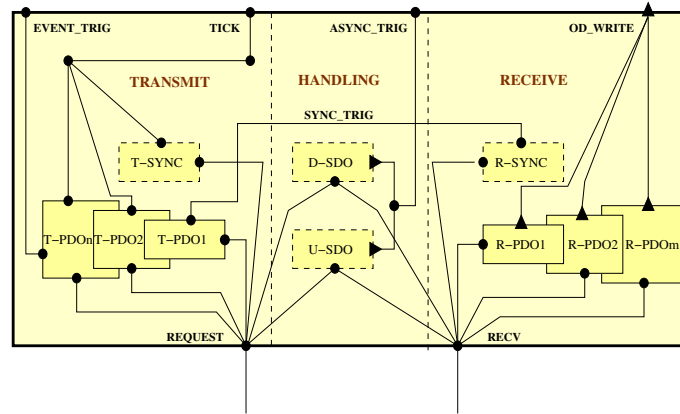 EVENT_TRIG TICK ASYNC_TRIG OD_WRITE
TRANSMIT HANDLING RECEIVE
SYNC_TRIG
T−SYNC D−SDO R−SYNC
T−PDOn T−PDO2 T−PDO1 U−SDO R−PDO1 R−PDO2 R−PDOm
REQUEST RECV